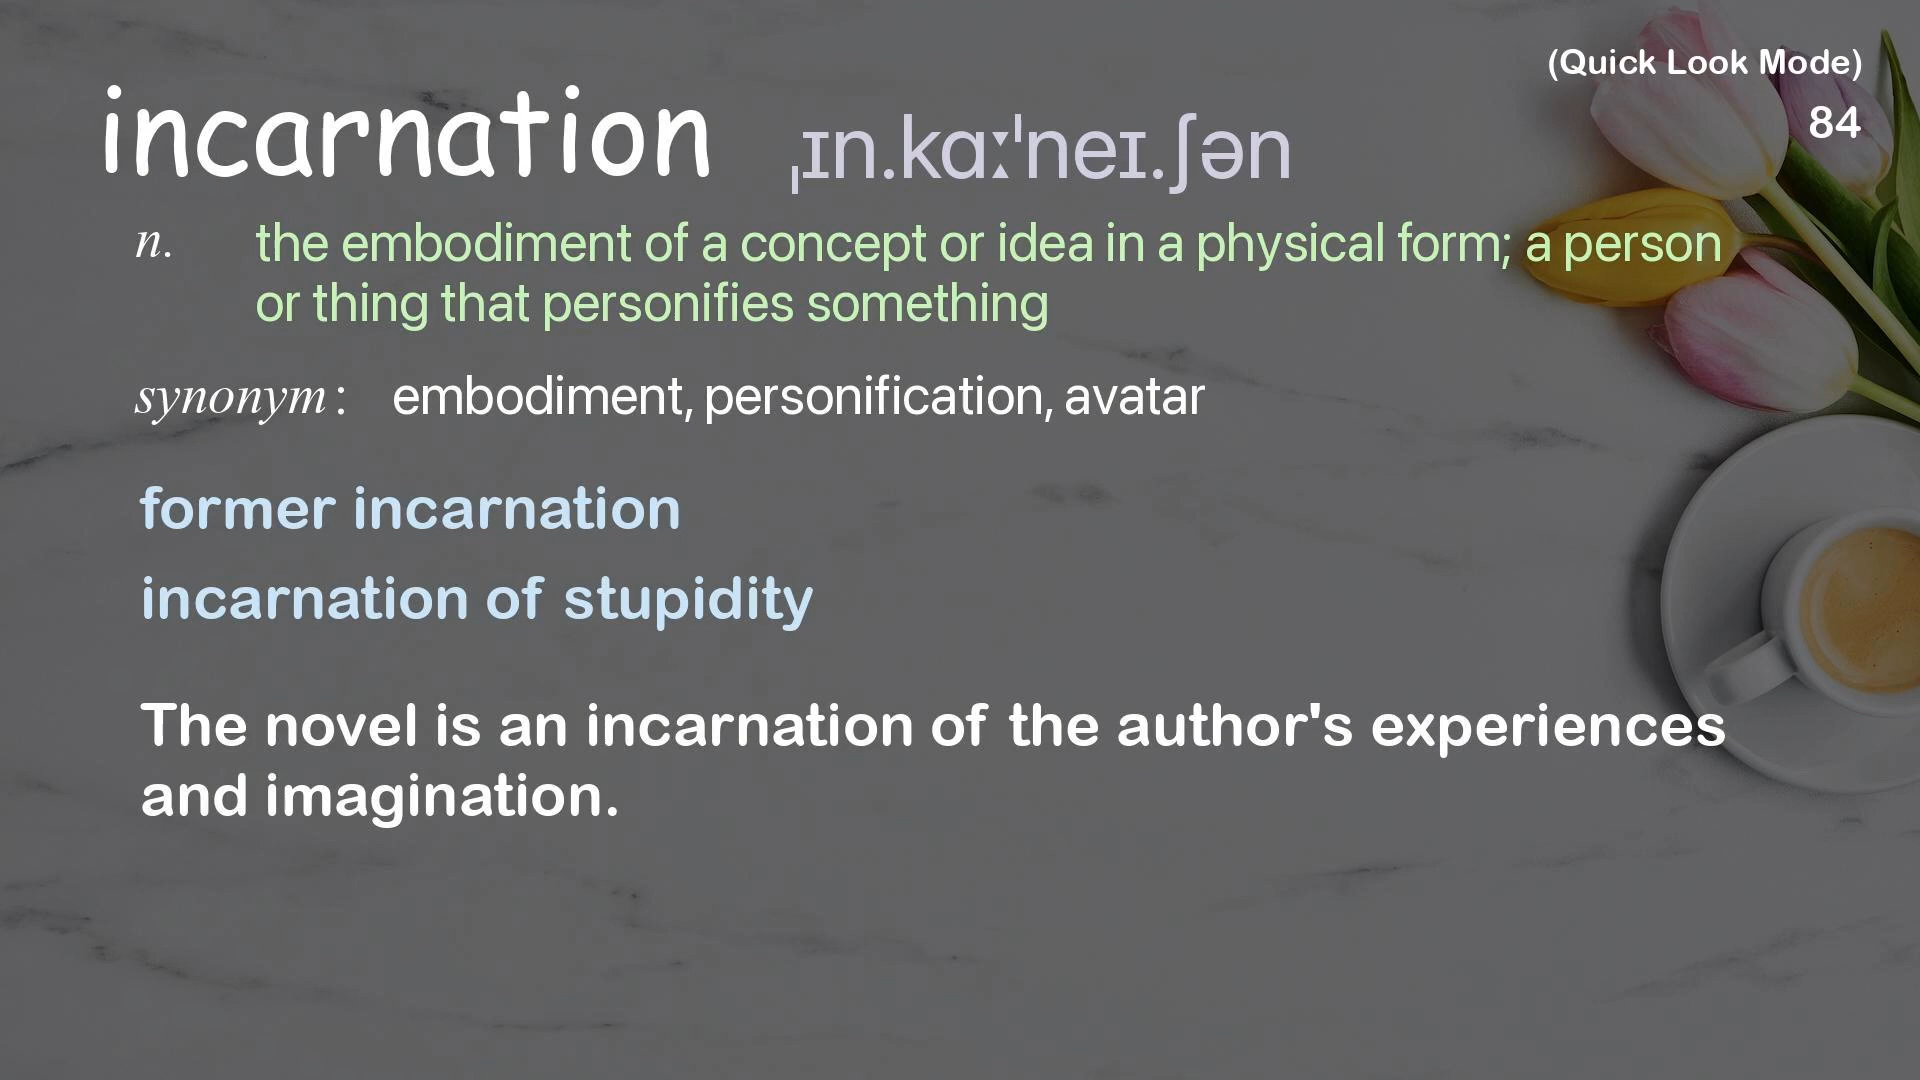 (Quick Look Mode)
84
incarnation ˌɪn.kɑːˈneɪ.ʃən
n. the embodiment of a concept or idea in a physical form; a person
or thing that personifies something
synonym: embodiment, personification, avatar
former incarnation
incarnation of stupidity
The novel is an incarnation of the author's experiences
and imagination.